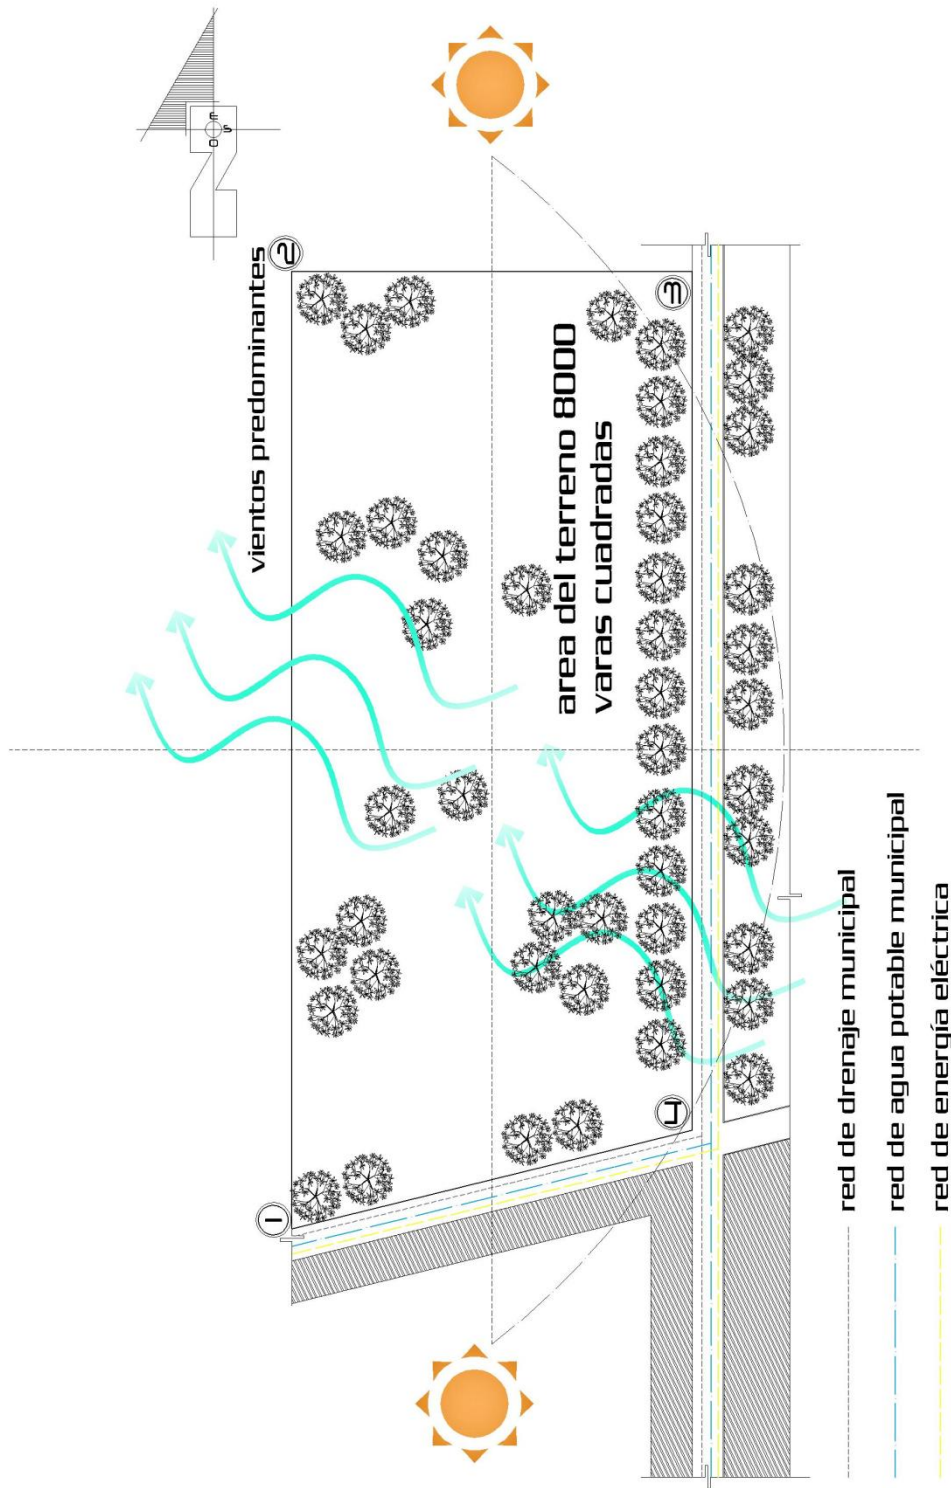 N
E
S
O
vientos predominantes
1
2
3
4
area del terreno 8000
varas cuadradas
red de drenaje municipal
red de agua potable municipal
red de energía eléctrica